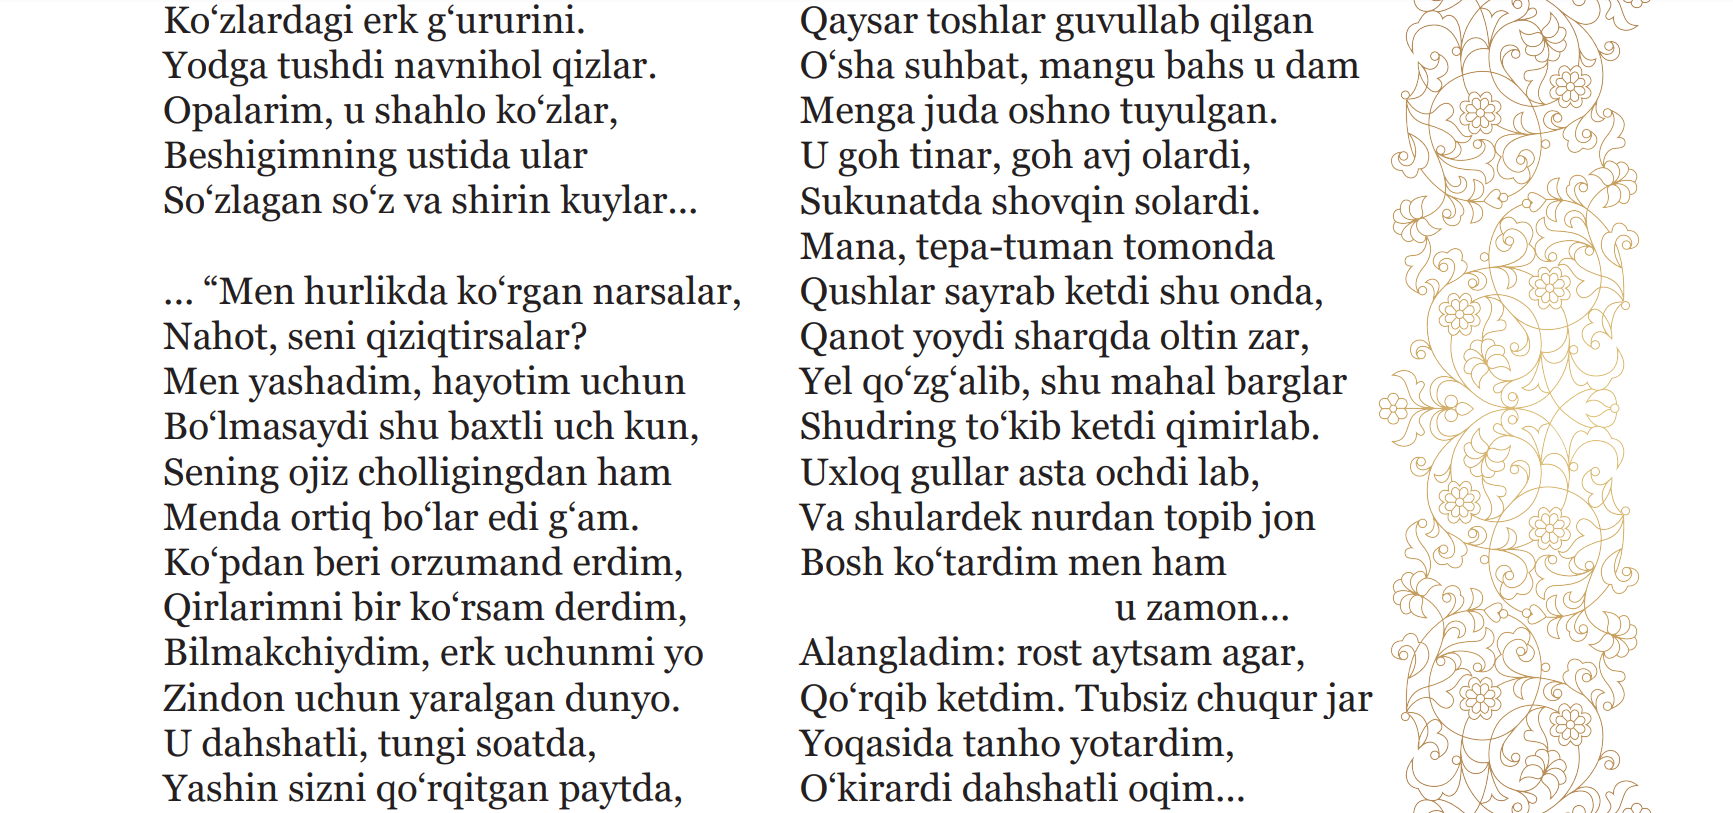 Ko‘zlardagi erk g‘ururini.
Yodga tushdi navnihol qizlar.
Opalarim, u shahlo ko‘zlar,
Beshigimning ustida ular
So‘zlagan so‘z va shirin kuylar...
... “Men hurlikda ko‘rgan narsalar,
Nahot, seni qiziqtirsalar?
Men yashadim, hayotim uchun
Bo‘lmasaydi shu baxtli uch kun,
Sening ojiz cholligingdan ham
Menda ortiq bo‘lar edi g‘am.
Ko‘pdan beri orzumand erdim,
Qirlarimni bir ko‘rsam derdim,
Bilmakchiydim, erk uchunmi yo
Zindon uchun yaralgan dunyo.
U dahshatli, tungi soatda,
Yashin sizni qo‘rqitgan paytda,
Qaysar toshlar guvullab qilgan
O‘sha suhbat, mangu bahs u dam
Menga juda oshno tuyulgan.
U goh tinar, goh avj olardi,
Sukunatda shovqin solardi.
Mana, tepa-tuman tomonda
Qushlar sayrab ketdi shu onda,
Qanot yoydi sharqda oltin zar,
Yel qo‘zg‘alib, shu mahal barglar
Shudring to‘kib ketdi qimirlab.
Uxloq gullar asta ochdi lab,
Va shulardek nurdan topib jon
Bosh ko‘tardim men ham
u zamon...
Alangladim: rost aytsam agar,
Qo‘rqib ketdim. Tubsiz chuqur jar
Yoqasida tanho yotardim,
O‘kirardi dahshatli oqim...